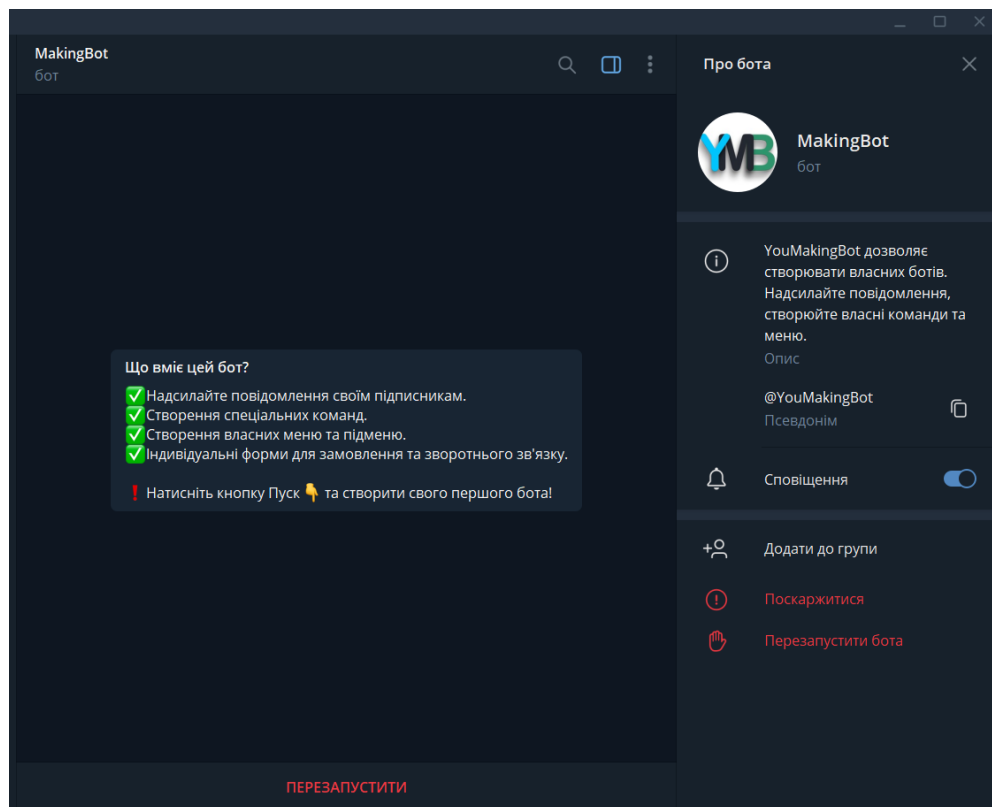 MakingBot
бот
Що вміє цей бот?
✅Надсилайте повідомлення своїм підписникам.
✅Створення спеціальних команд.
✅Створення власних меню та підменю.
✅Індивідуальні форми для замовлення та зворотнього зв'язку.
❗ Натисніть кнопку Пуск 👇 та створити свого першого бота!
ПЕРЕЗАПУСТИТИ
Про бота
YMB
MakingBot
бот
YouMakingBot дозволяє
створювати власних ботів.
Надсилайте повідомлення,
створюйте власні команди та
меню.
Опис
@YouMakingBot
Псевдонім
Сповіщення
Додати до групи
Поскаржитися
Перезапустити бота